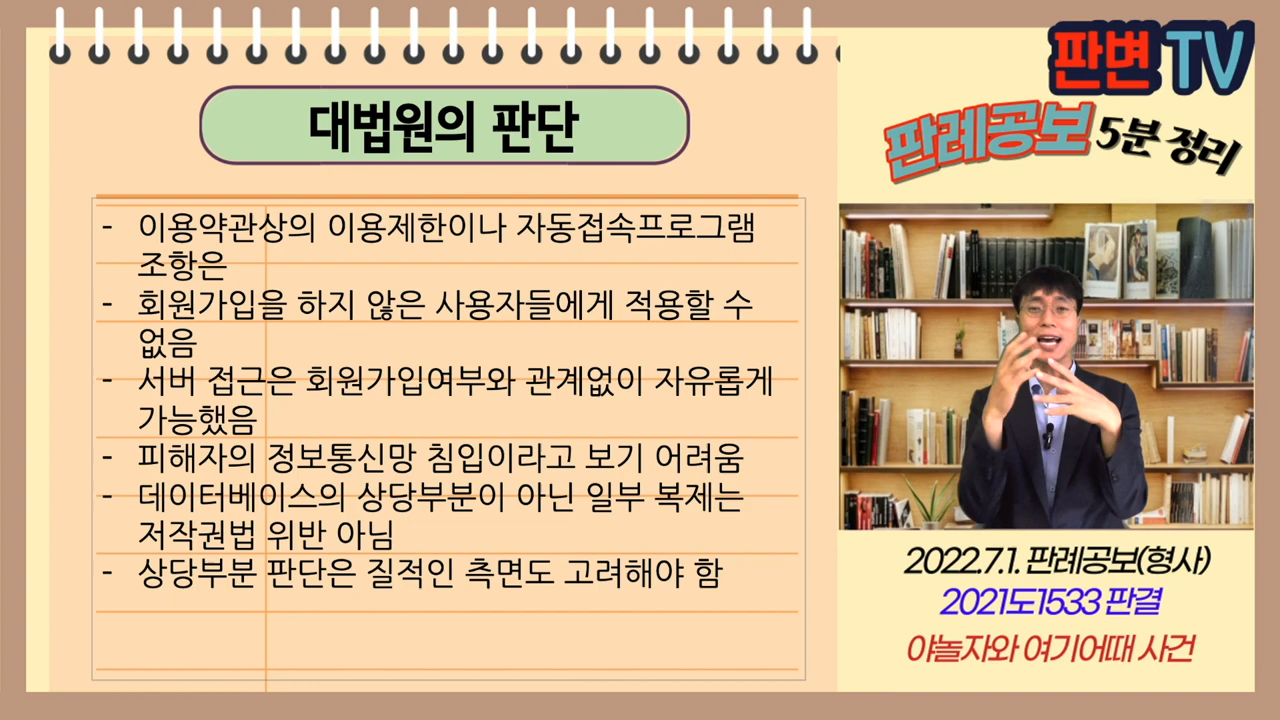 대법원의 판단
- 이용약관상의 이용제한이나 자동접속프로그램
조항은
- 회원가입을 하지 않은 사용자들에게 적용할 수
없음
- 서버 접근은 회원가입여부와 관계없이 자유롭게
가능했음
- 피해자의 정보통신망 침입이라고 보기 어려움
- 데이터베이스의 상당부분이 아닌 일부 복제는
저작권법 위반 아님
- 상당부분 판단은 질적인 측면도 고려해야 함
판변 TV
판례공보 5분 정리
2022.7.1. 판례공보(형사)
2021도1533 판결
야놀자와 여기어때 사건